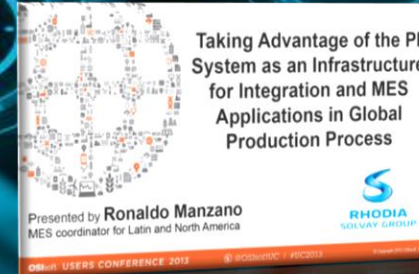 Taking Advantage of the PI
System as an Infrastructure
for Integration and MES
Applications in Global
Production Process
Presented by Ronaldo Manzano
MES coordinator for Latin and North America
RHODIA
SOLVAY GROUP
OSIsoft. USERS CONFERENCE 2013
@OSIsoftUC / #UC2013